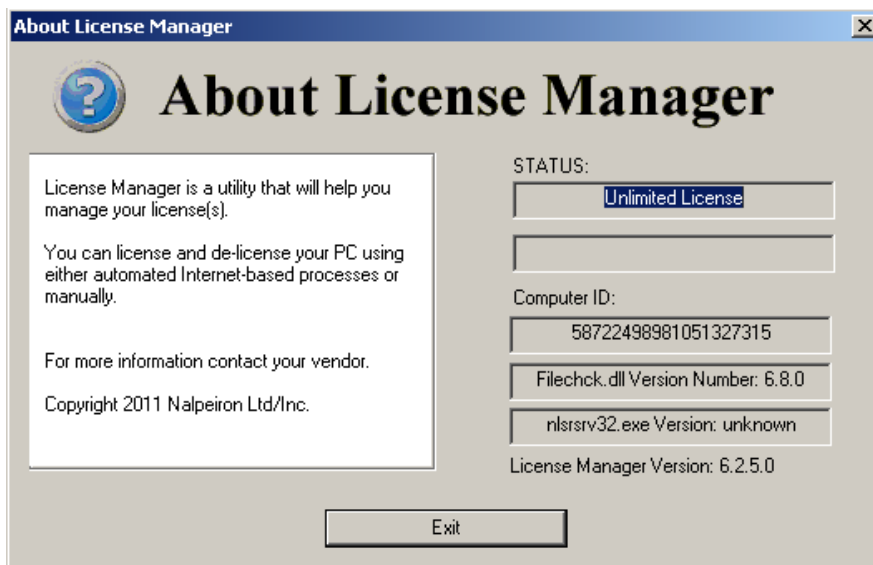 About License Manager
About License Manager
License Manager is a utility that will help you
manage your license(s).
You can license and de-license your PC using
either automated Internet-based processes or
manually.
For more information contact your vendor.
Copyright 2011 Nalpeiron Ltd/Inc.
STATUS:
Unlimited License
Computer ID:
58722498981051327315
Filechck.dll Version Number: 6.8.0
nlsrsrv32.exe Version: unknown
License Manager Version: 6.2.5.0
Exit